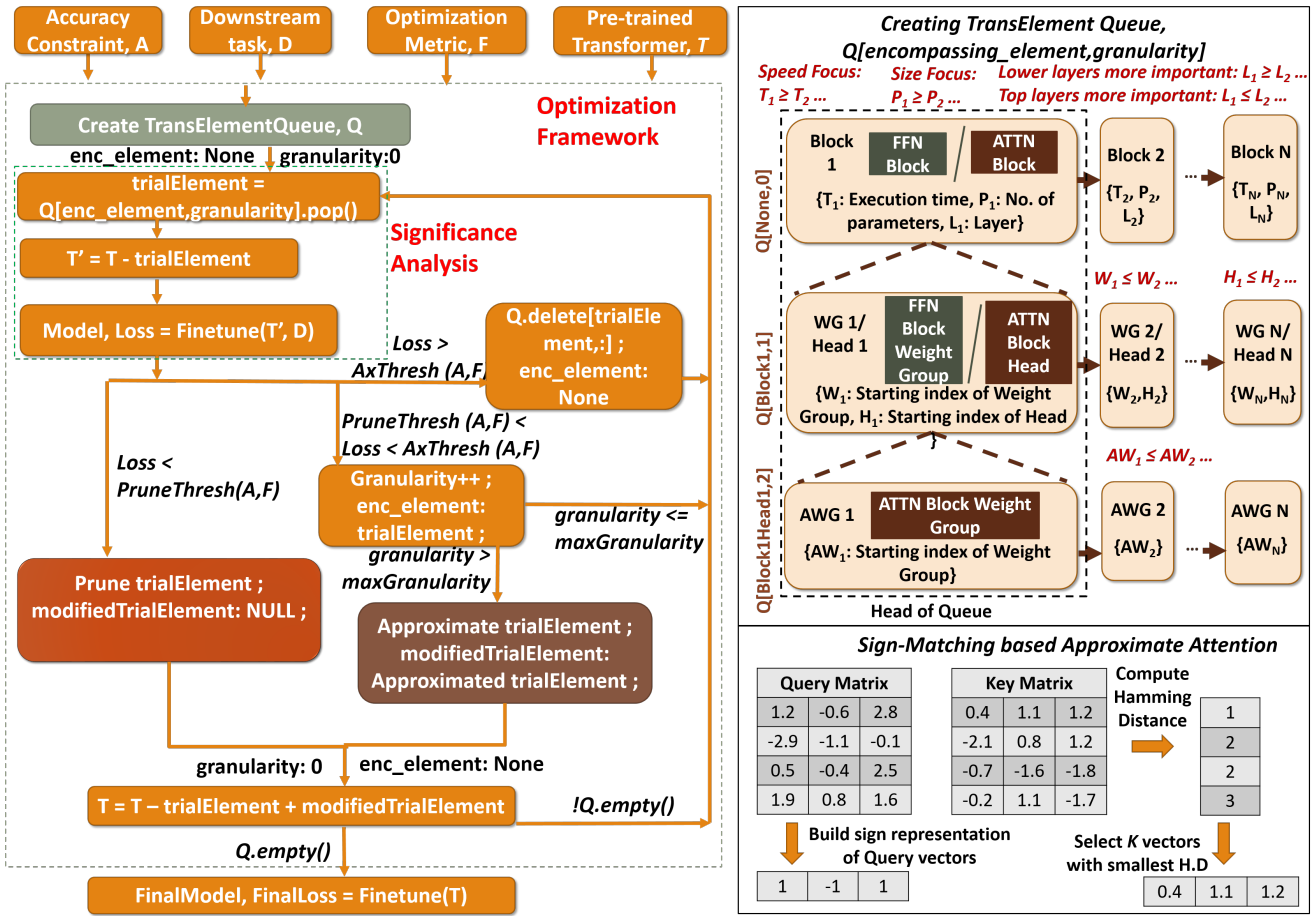 Accuracy
Constraint, A
Downstream
task, D
Optimization
Metric, F
Pre-trained
Transformer, T
Optimization
Framework
Create TransElementQueue, Q
enc_element: None
granularity:0
trialElement =
Q[enc_element,granularity].pop()
T’ = T - trialElement
Model, Loss = Finetune(T’, D)
Significance
Analysis
Loss >
AxThresh (A,F)
Q.delete[trialEle
ment,:] ;
enc_element:
None
PruneThresh (A,F) <
Loss < AxThresh (A,F)
Loss <
PruneThresh(A,F)
Granularity++ ;
enc_element:
trialElement ;
granularity <=
maxGranularity
granularity >
maxGranularity
Prune trialElement ;
modifiedTrialElement: NULL ;
Approximate trialElement ;
modifiedTrialElement:
Approximated trialElement ;
granularity: 0
enc_element: None
T = T – trialElement + modifiedTrialElement
!Q.empty()
Q.empty()
FinalModel, FinalLoss = Finetune(T)
Creating TransElement Queue,
Q[encompassing_element,granularity]
Speed Focus:
T1 ≥ T2 ...
Size Focus:
P1 ≥ P2 ...
Lower layers more important: L1 ≥ L2 ...
Top layers more important: L1 ≤ L2 ...
Q[None,0]
Block
1
FFN
Block
ATTN
Block
{T1: Execution time, P1: No. of
parameters, L1: Layer}
Block 2
{T2, P2,
L2}
...
Block N
{TN, PN,
LN}
W1 ≤ W2 ...
H1 ≤ H2 ...
Q[Block1,1]
WG 1/
Head 1
FFN
Block
Weight
Group
ATTN
Block
Head
{W1: Starting index of Weight
Group, H1: Starting index of Head
}
WG 2/
Head 2
{W2,H2}
...
WG N/
Head N
{WN,HN}
AW1 ≤ AW2 ...
Q[Block1Head1,2]
AWG 1
ATTN Block Weight
Group
{AW1: Starting index of Weight
Group}
AWG 2
{AW2}
...
AWG N
{AWN}
Head of Queue
Sign-Matching based Approximate Attention
Query Matrix
1.2 -0.6 2.8
-2.9 -1.1 -0.1
0.5 -0.4 2.5
1.9 0.8 1.6
Key Matrix
0.4 1.1 1.2
-2.1 0.8 1.2
-0.7 -1.6 -1.8
-0.2 1.1 -1.7
Compute
Hamming
Distance
1
2
2
3
Build sign representation
of Query vectors
1 -1 1
Select K vectors
with smallest H.D
0.4 1.1 1.2